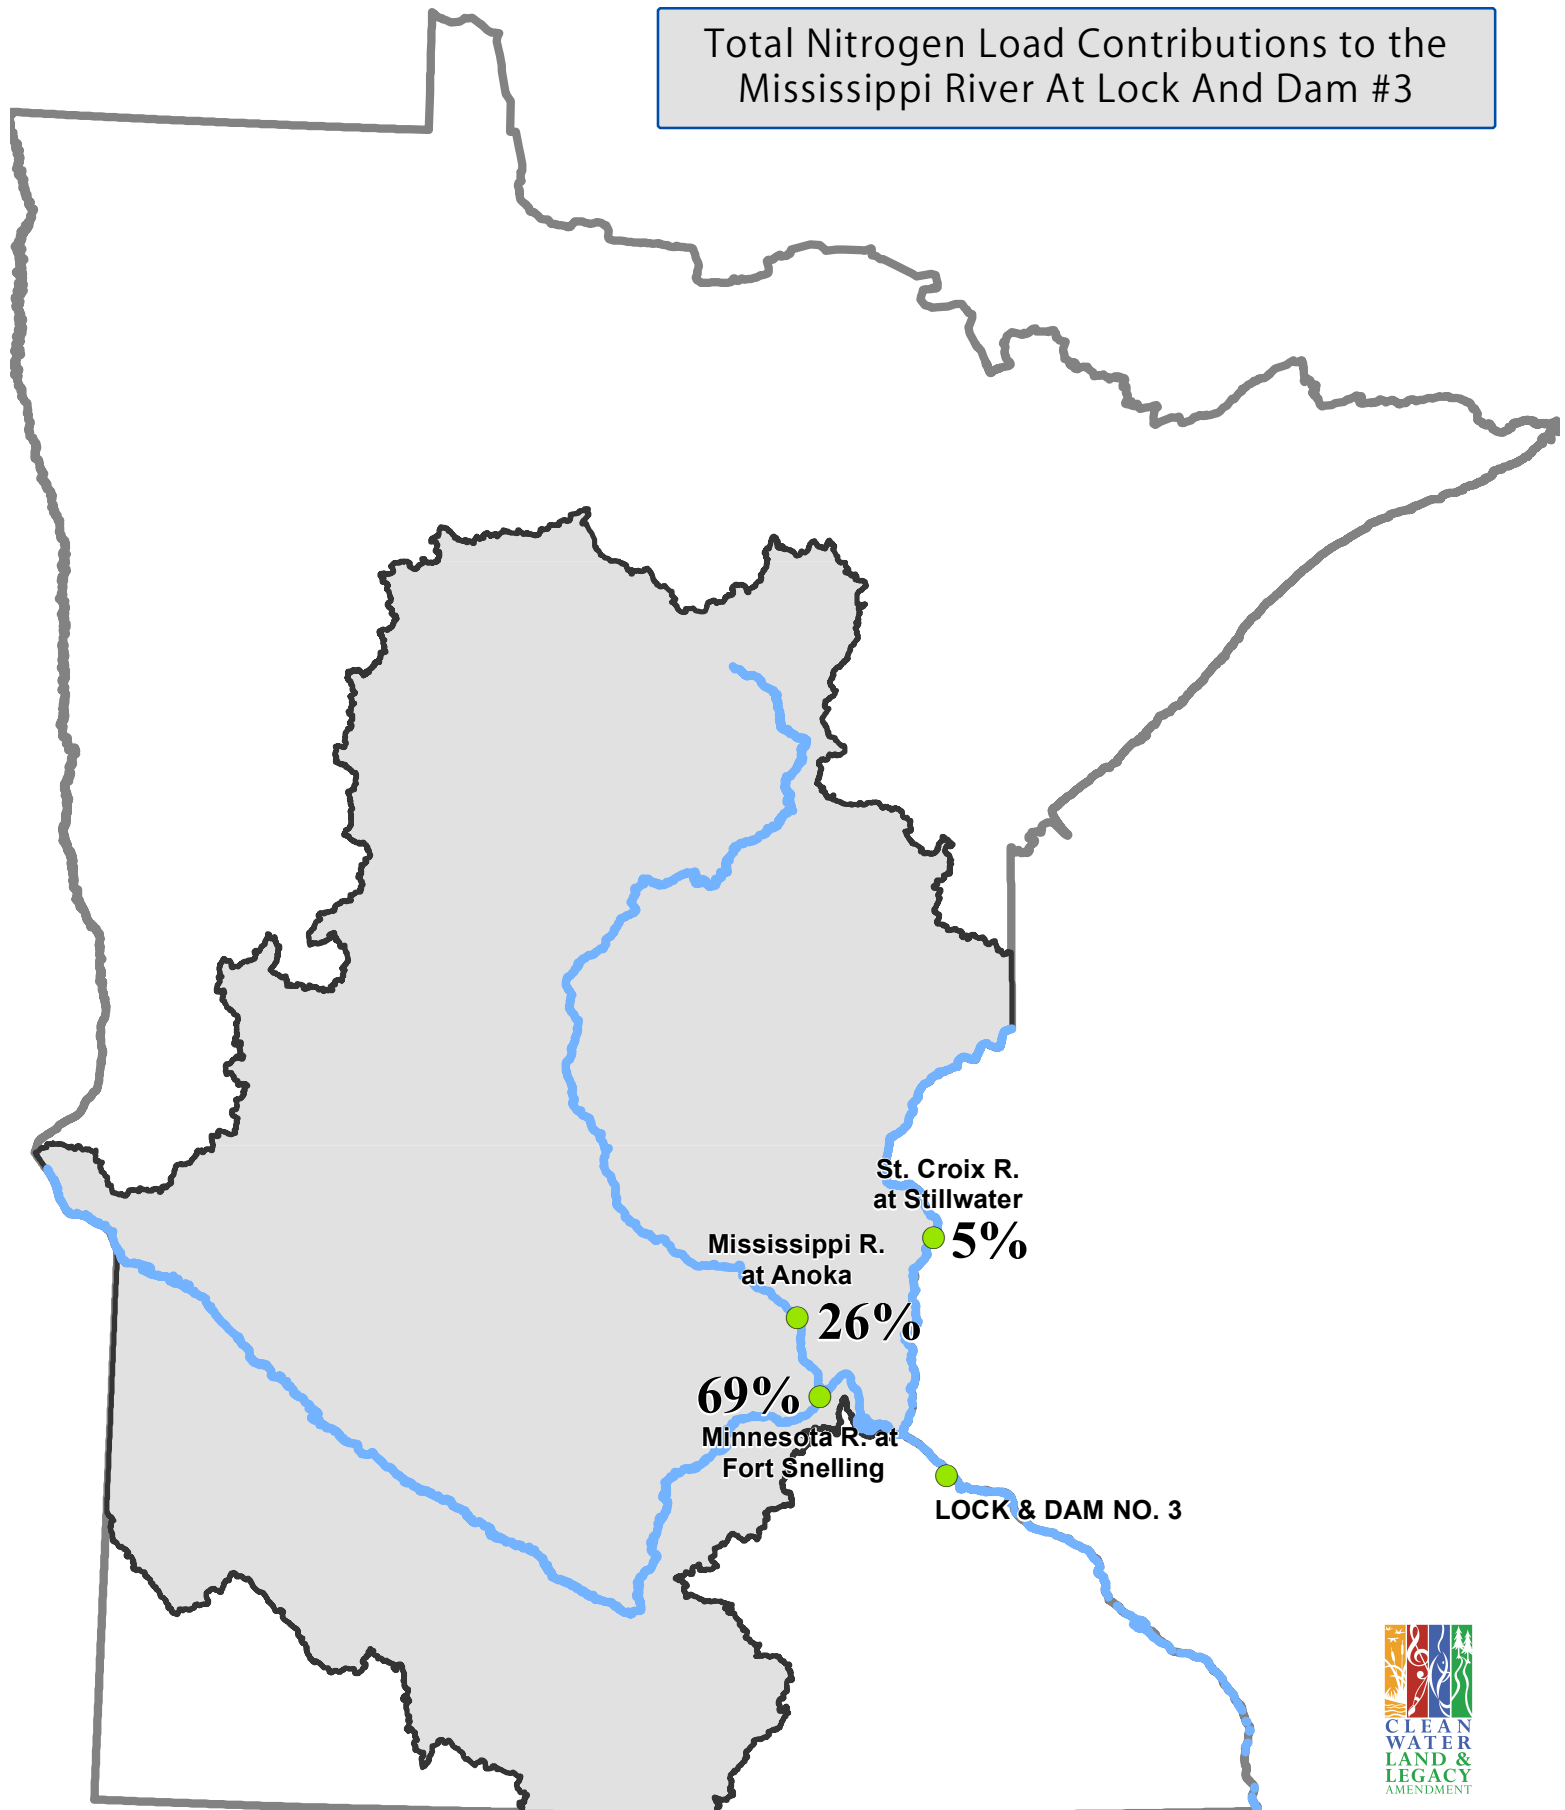 Total Nitrogen Load Contributions to the
Mississippi River At Lock And Dam #3
St. Croix R.
at Stillwater
5%
Mississippi R.
at Anoka
26%
69%
Minnesota R. at
Fort Snelling
LOCK & DAM NO. 3
CLEAN
WATER
LAND &
LEGACY
AMENDMENT